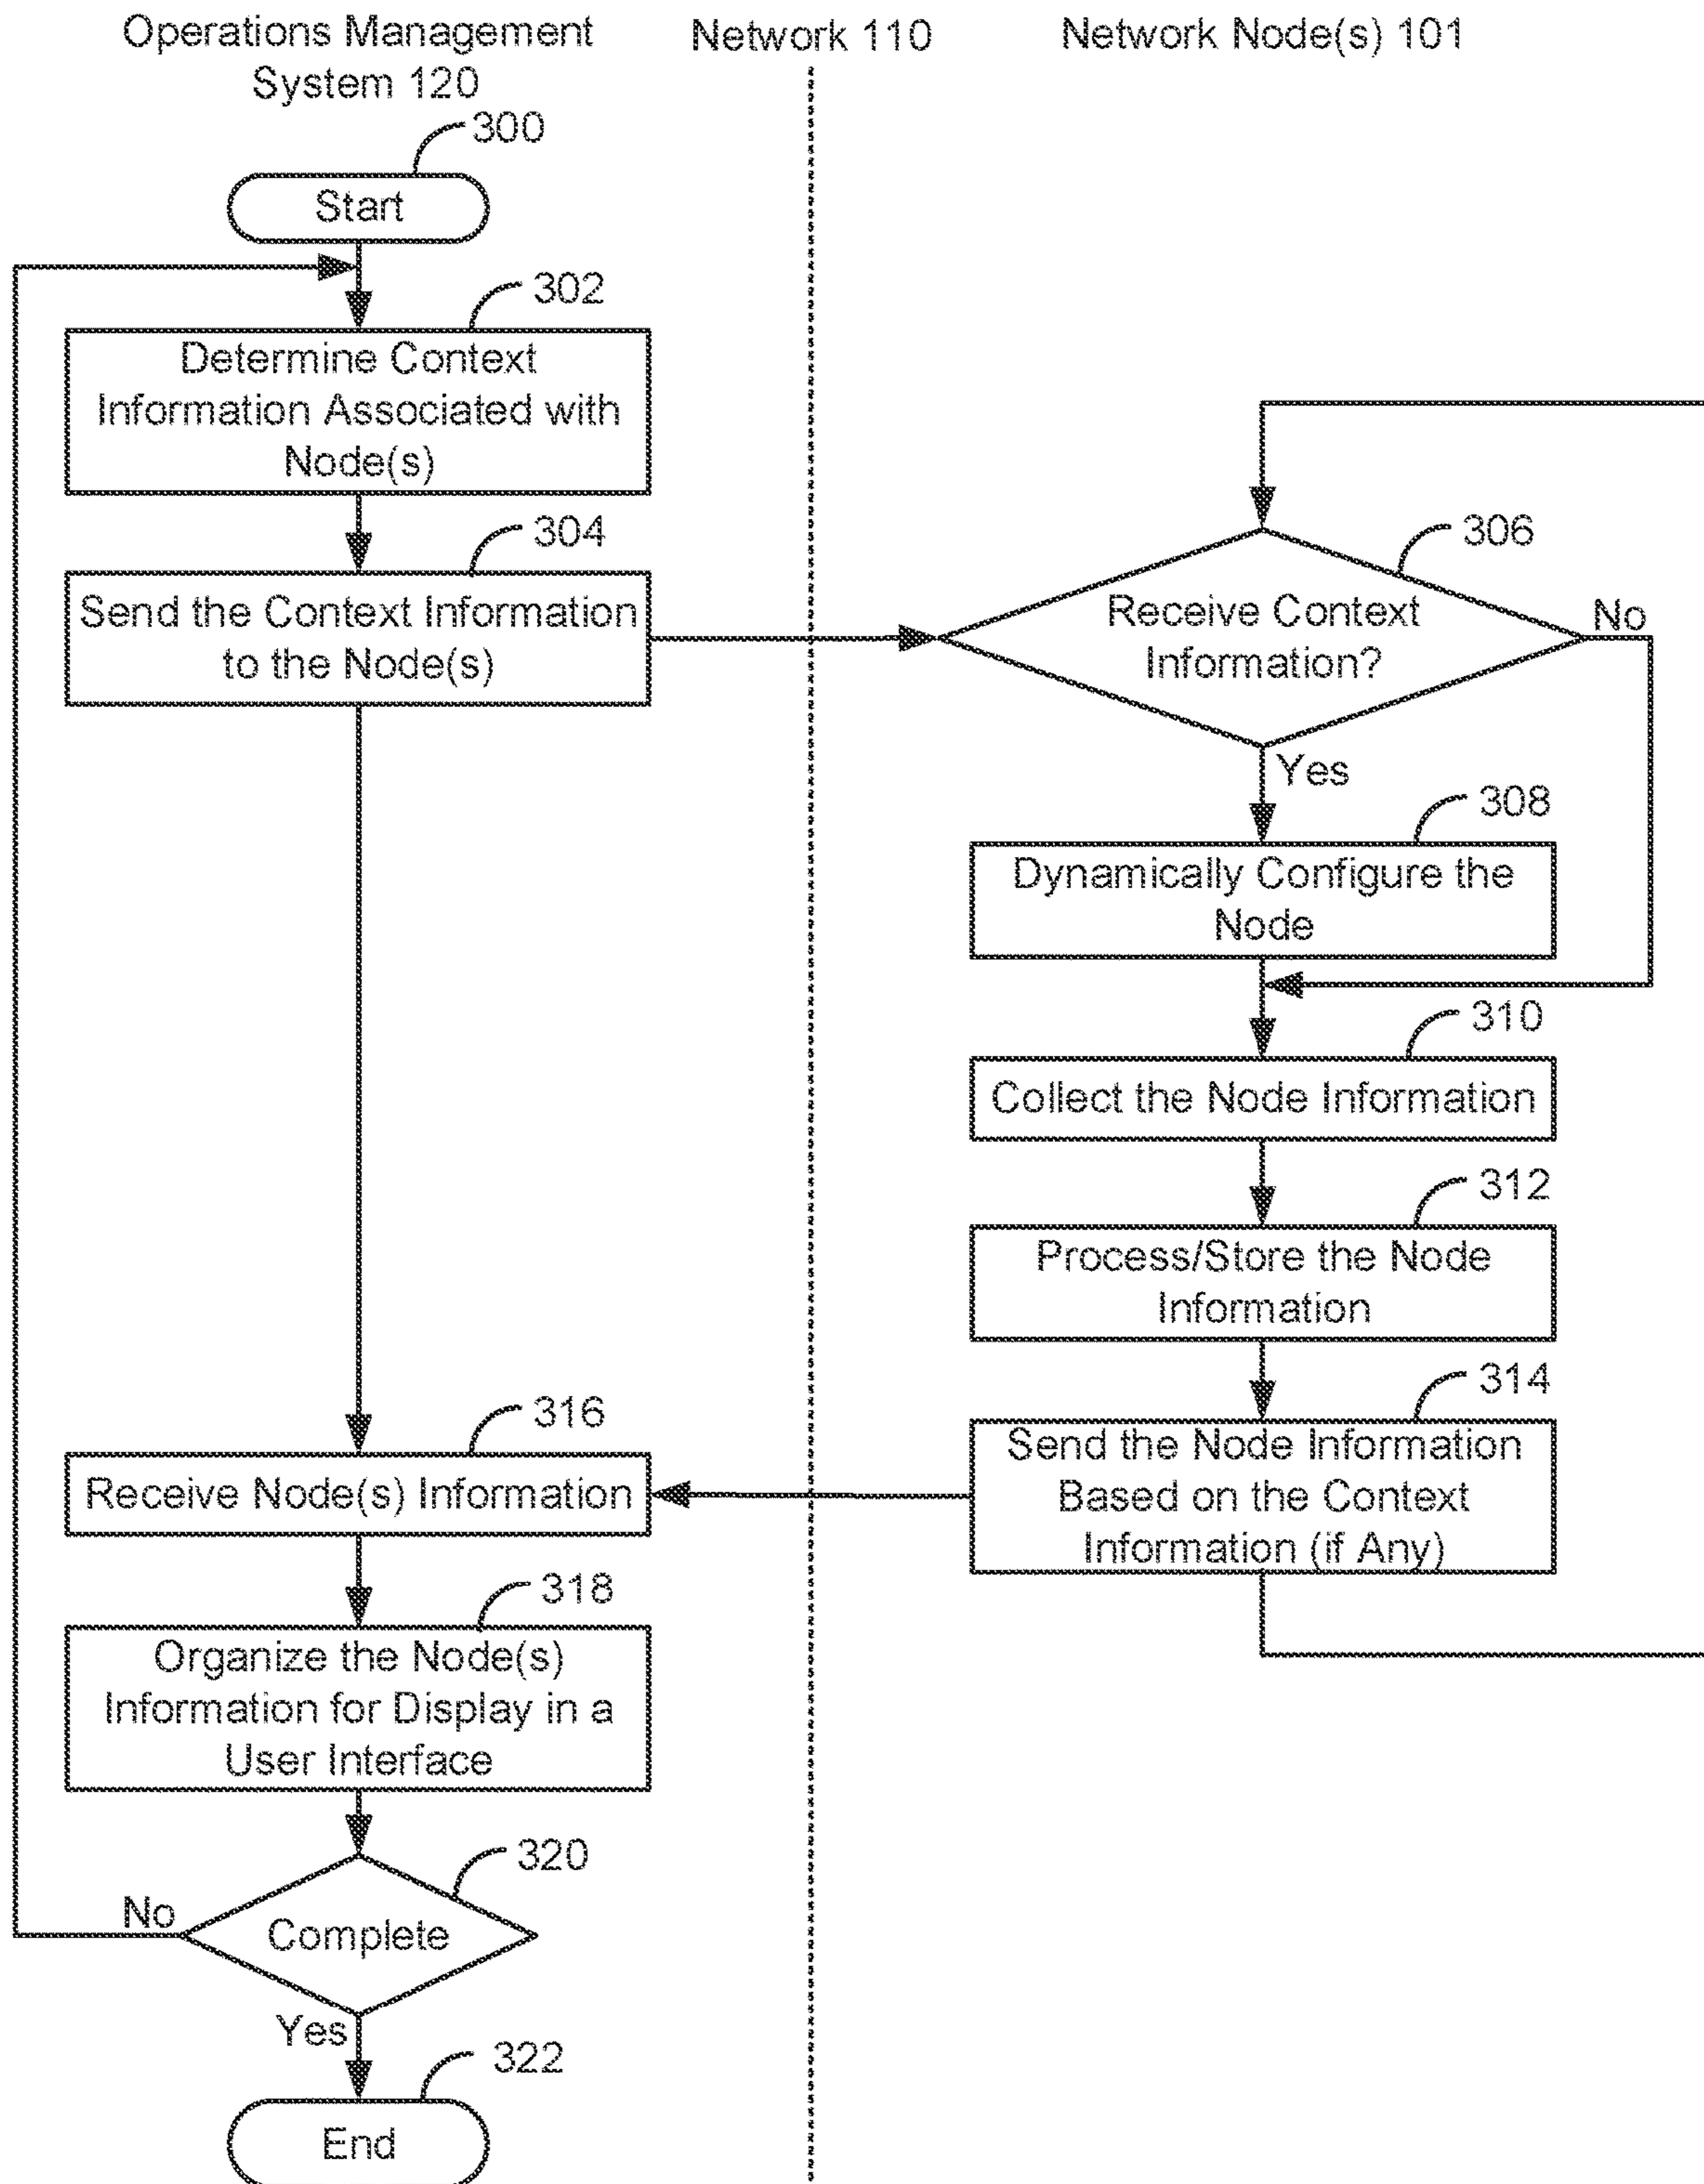 Operations Management
System 120
Network 110
Network Node(s) 101
300
Start
302
Determine Context
Information Associated with
Node(s)
304
Send the Context Information
to the Node(s)
306
Receive Context
Information?
No
Yes
308
Dynamically Configure the
Node
310
Collect the Node Information
312
Process/Store the Node
Information
314
Send the Node Information
Based on the Context
Information (if Any)
316
Receive Node(s) Information
318
Organize the Node(s)
Information for Display in a
User Interface
320
Complete
No
Yes
322
End